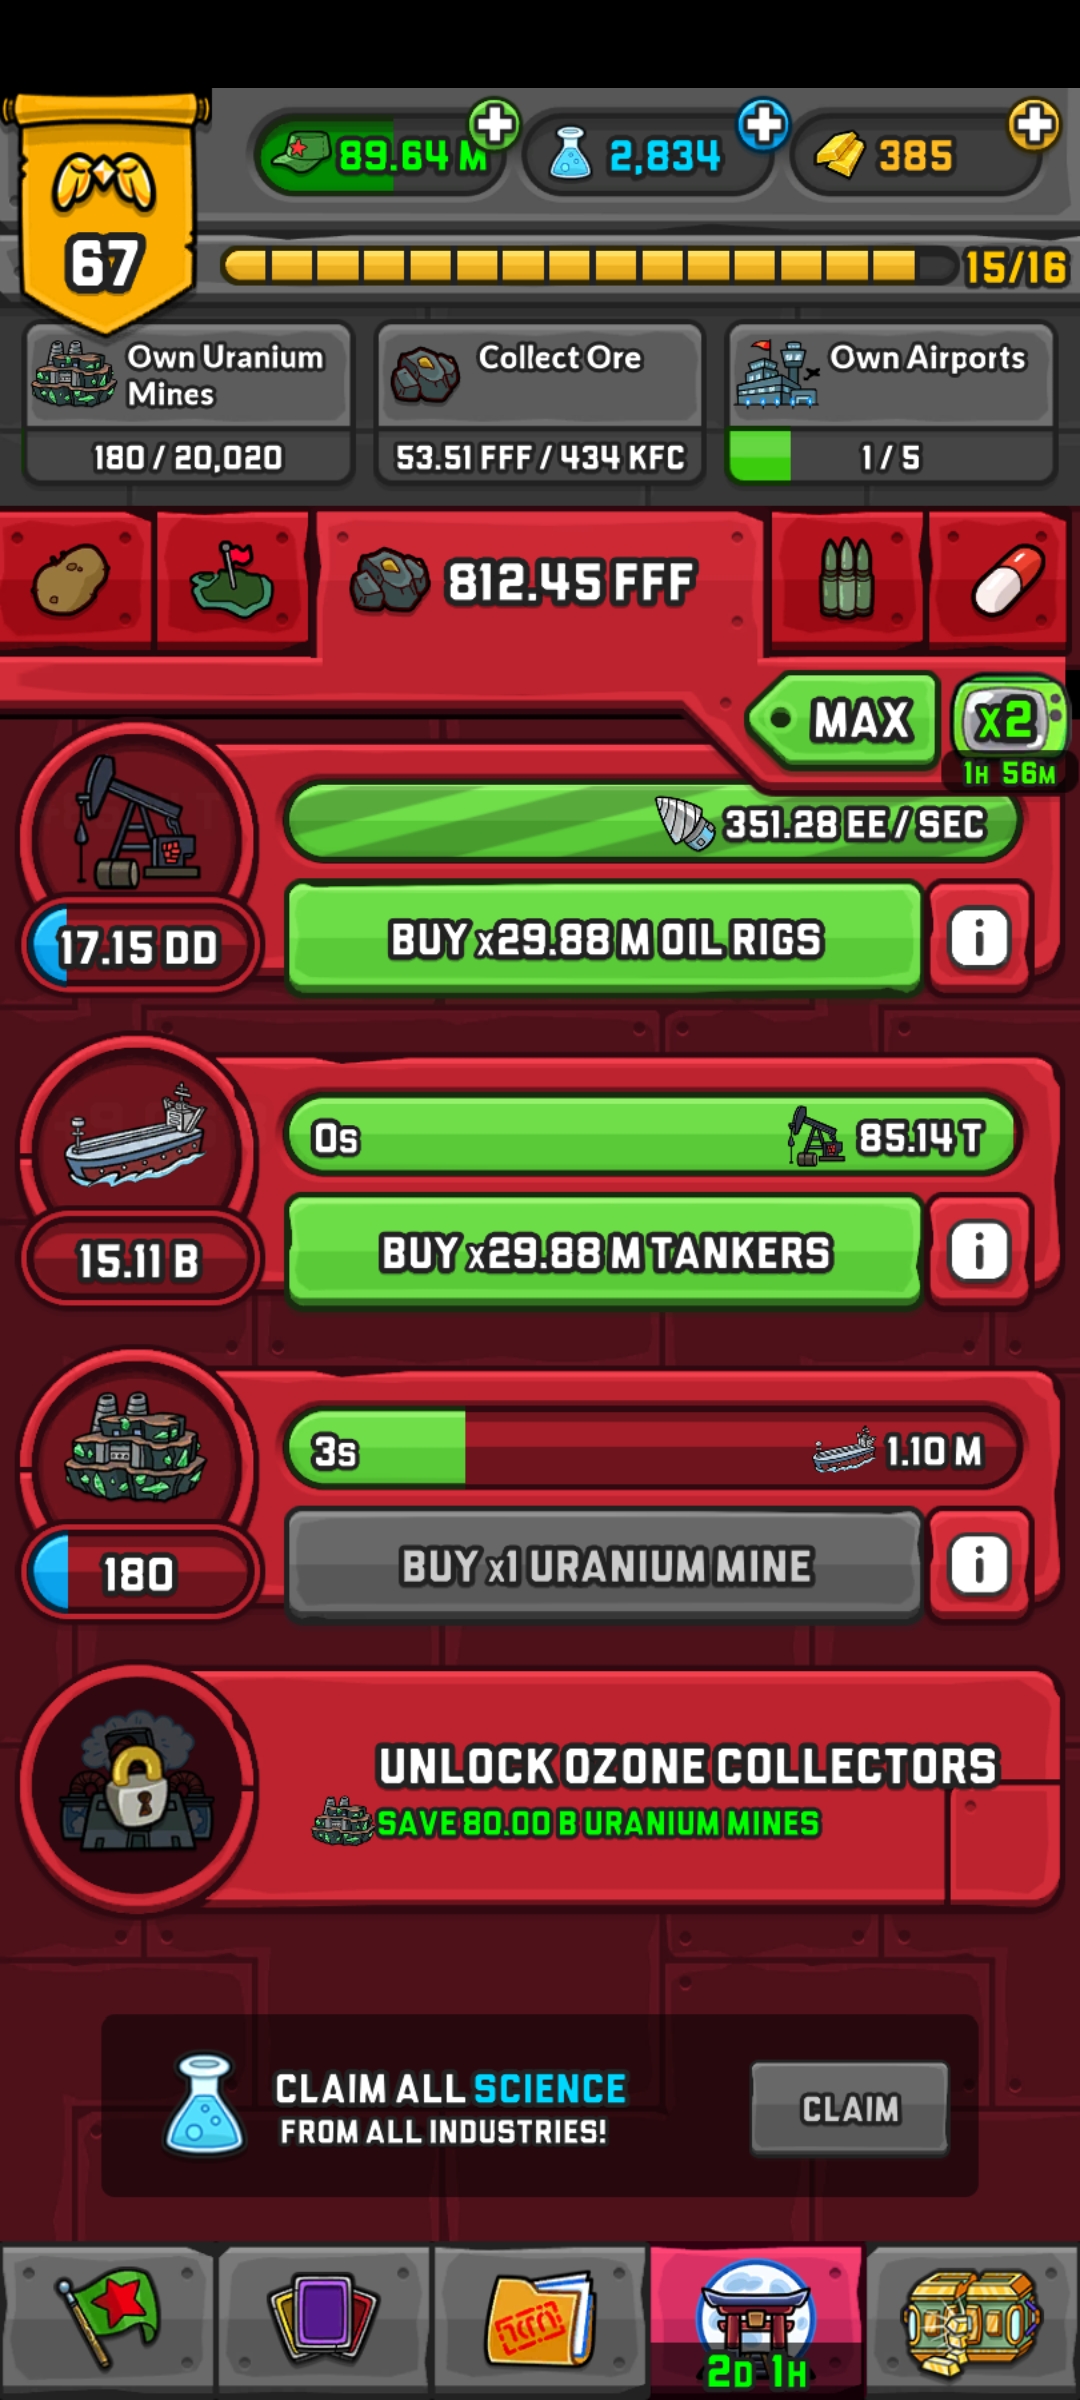 89.64 M
2,834
385
67
15/16
Own Uranium
Mines
180 / 20,020
Collect Ore
53.51 FFF / 434 KFC
Own Airports
1 / 5
812.45 FFF
MAX
x2
1H 56M
351.28 EE / SEC
17.15 DD
BUY x29.88 M OIL RIGS
i
0s
85.14 T
15.11 B
BUY x29.88 M TANKERS
i
3s
1.10 M
180
BUY x1 URANIUM MINE
i
UNLOCK OZONE COLLECTORS
SAVE 80.00 B URANIUM MINES
CLAIM ALL SCIENCE
FROM ALL INDUSTRIES!
CLAIM
2D 1H